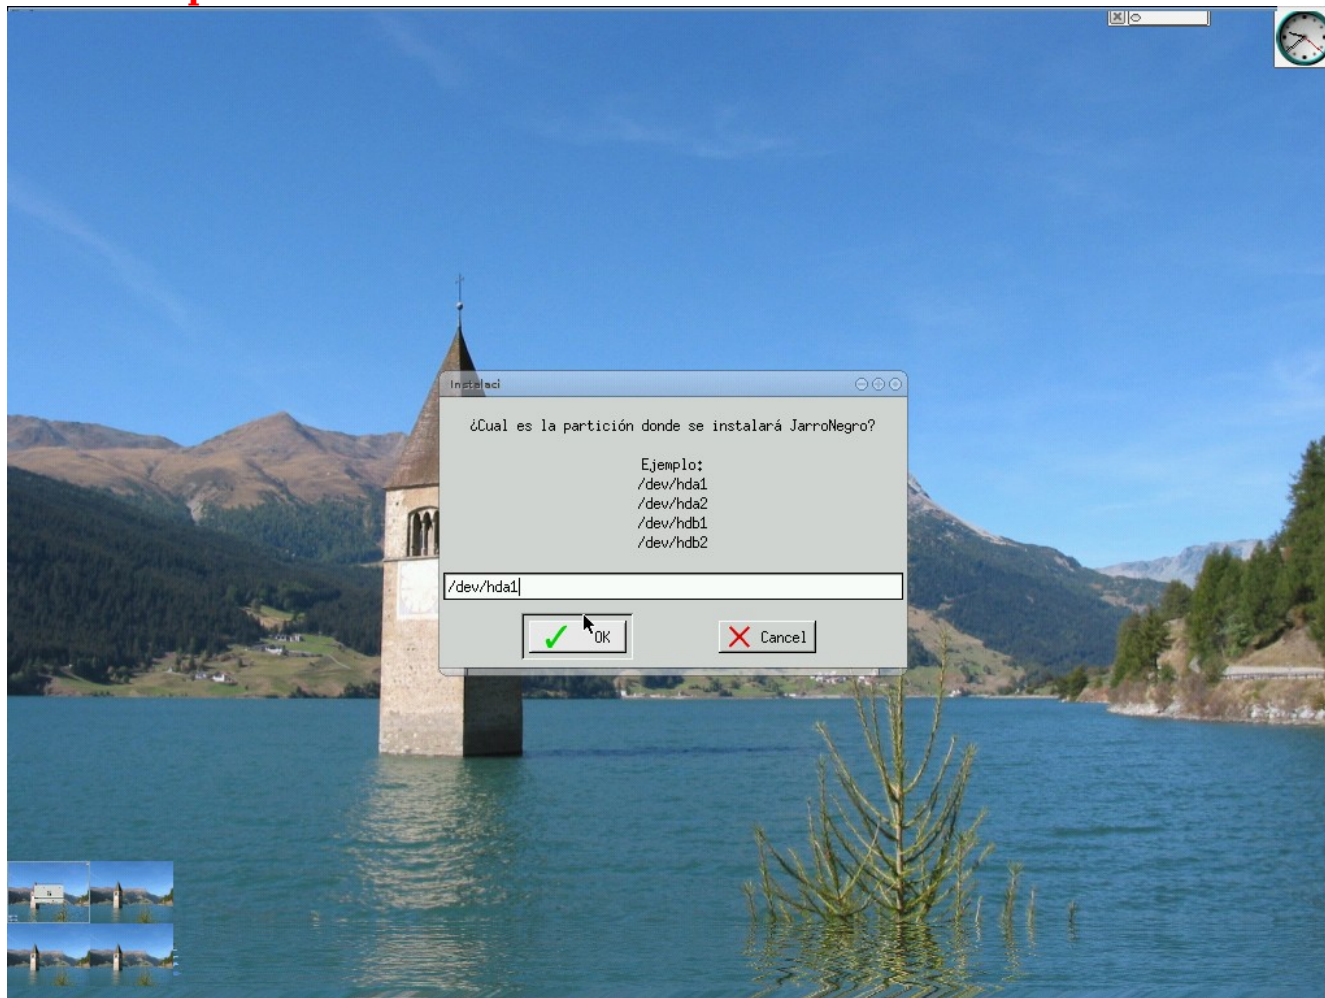 Instalaci
¿Cual es la partición donde se instalará JarroNegro?
Ejemplo:
/dev/hda1
/dev/hda2
/dev/hdb1
/dev/hdb2
/dev/hda1
OK
Cancel